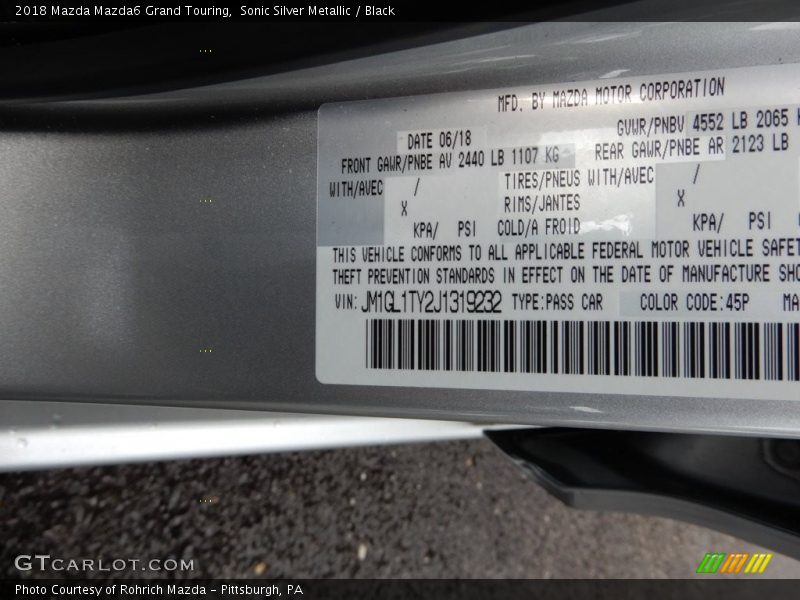 2018 Mazda Mazda6 Grand Touring,  Sonic Silver Metallic / Black
MFD. BY MAZDA MOTOR CORPORATION
DATE 06/18 GVWR/PNBV 4552 LB 2065
FRONT GAWR/PNBE AV 2440 LB 1107 KG REAR GAWR/PNBE AR 2123 LB
WITH/AVEC / TIRES/PNEUS WITH/AVEC /
X RIMS/JANTES X
KPA/ PSI COLD/A FROID KPA/ PSI
THIS VEHICLE CONFORMS TO ALL APPLICABLE FEDERAL MOTOR VEHICLE SAFET
THEFT PREVENTION STANDARDS IN EFFECT ON THE DATE OF MANUFACTURE SHO
VIN: JM1GL1TY2J1319232 TYPE:PASS CAR COLOR CODE:45P MA
GTCARLOT.COM
Photo Courtesy of Rohrich Mazda - Pittsburgh, PA